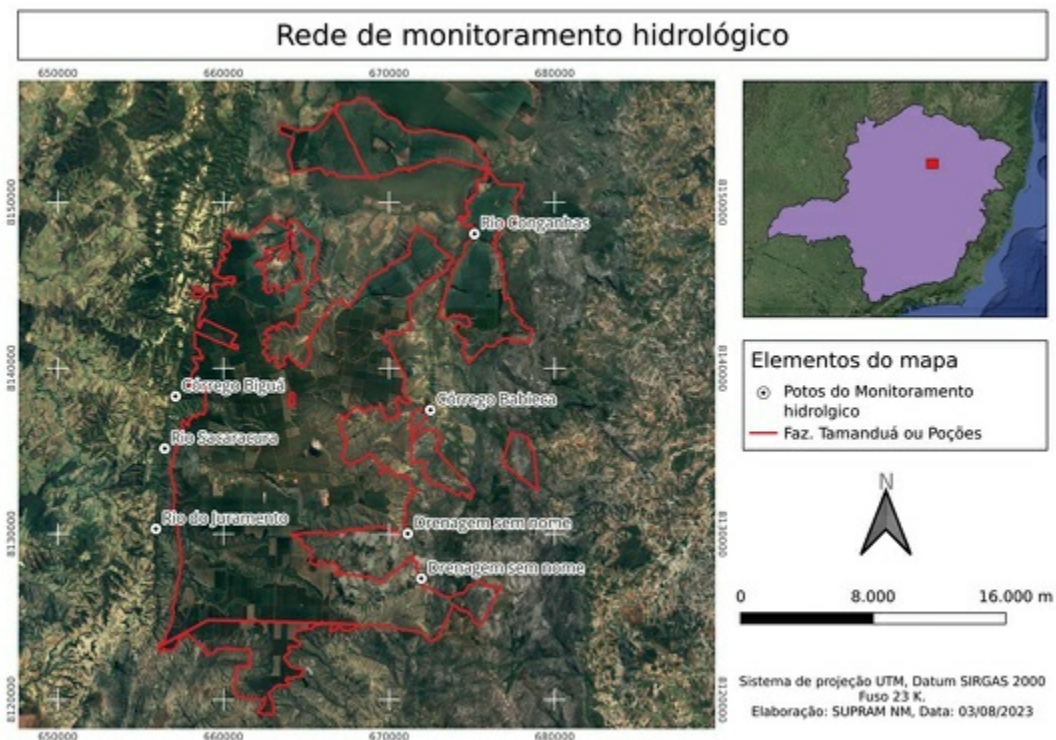 Rede de monitoramento hidrológico
650000 660000 670000 680000
8150000 8150000
Rio Conganhas
8140000 8140000
Córrego Biguá
Córrego Babieca
Rio Sacaracura
Rio do Juramento
Drenagem sem nome
8130000 8130000
Drenagem sem nome
8120000 8120000
650000 660000 670000 680000
Elementos do mapa
Potos do Monitoramento
hidrolgico
Faz. Tamanduá ou Poções
N
0 8.000 16.000 m
Sistema de projeção UTM, Datum SIRGAS 2000
Fuso 23 K.
Elaboração: SUPRAM NM, Data: 03/08/2023